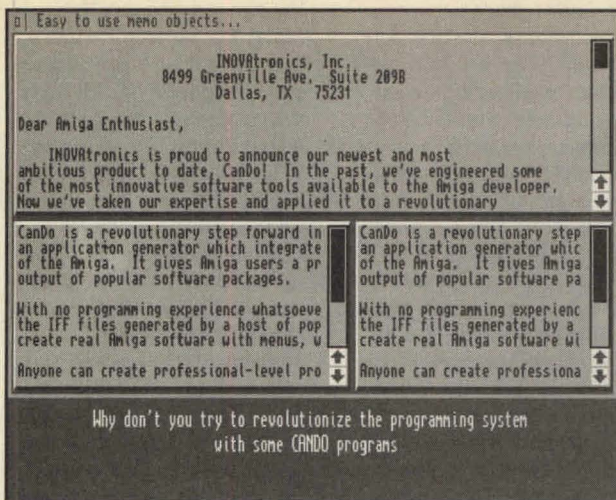 Easy to use memo objects...
INOVAtronics, Inc.
8499 Greenville Ave. Suite 209B
Dallas, TX 75231
Dear Amiga Enthusiast,
INOVAtronics is proud to announce our newest and most
ambitious product to date, CanDo! In the past, we've engineered some
of the most innovative software tools available to the Amiga developer.
Now we've taken our expertise and applied it to a revolutionary
CanDo is a revolutionary step forward in
an application generator which integrate
of the Amiga. It gives Amiga users a pr
output of popular software packages.
With no programming experience whatsoeve
the IFF files generated by a host of pop
create real Amiga software with menus, w
Anyone can create professional-level pro
CanDo is a revolutionary step
an application generator whic
of the Amiga. It gives Amiga
output of popular software pa
With no programming experienc
the IFF files generated by a
create real Amiga software wi
Anyone can create professiona
Why don't you try to revolutionize the programming system
with some CANDO programs